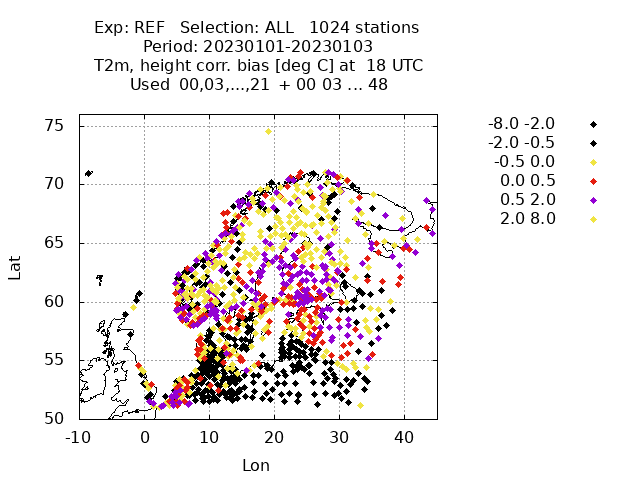 Exp: REF   Selection: ALL   1024 stations
Period: 20230101-20230103
T2m, height corr. bias [deg C] at  18 UTC
Used  00,03,...,21  + 00 03 ... 48
-8.0 -2.0
-2.0 -0.5
-0.5 0.0
0.0 0.5
0.5 2.0
2.0 8.0
75
70
65
60
55
50
Lat
-10 0 10 20 30 40
Lon